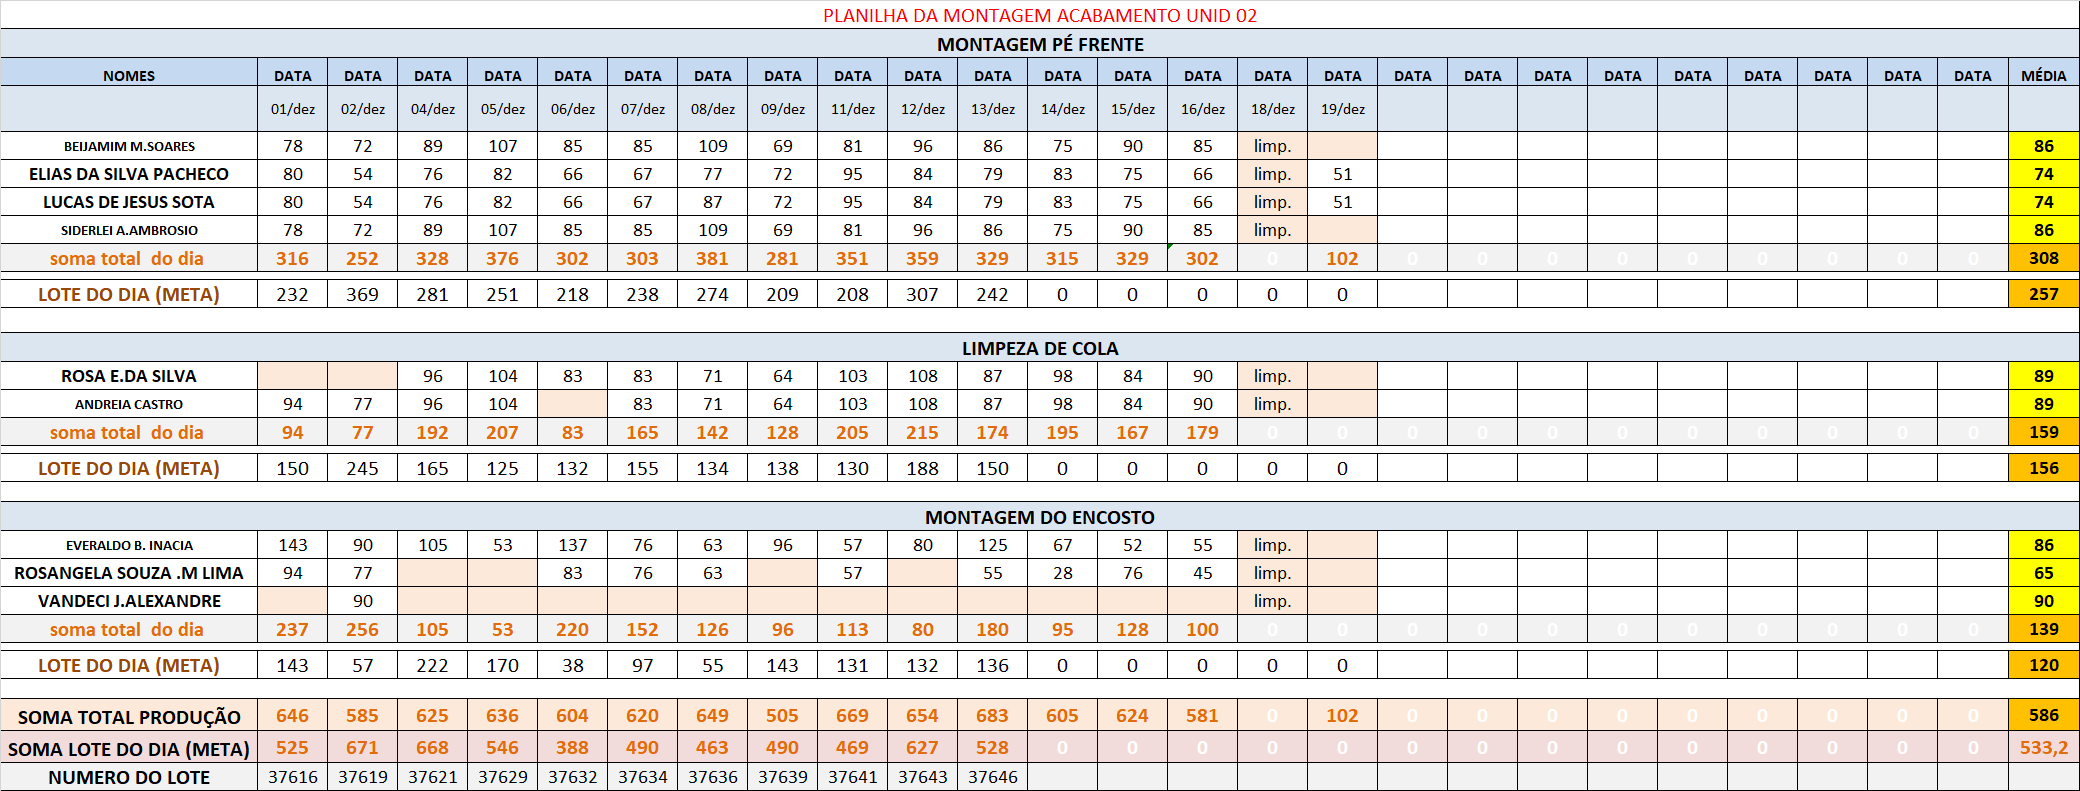 PLANILHA DA MONTAGEM ACABAMENTO UNID 02
MONTAGEM PÉ FRENTE
NOMES DATA DATA DATA DATA DATA DATA DATA DATA DATA DATA DATA DATA DATA DATA DATA DATA DATA DATA DATA DATA DATA DATA DATA DATA DATA MÉDIA
01/dez 02/dez 04/dez 05/dez 06/dez 07/dez 08/dez 09/dez 11/dez 12/dez 13/dez 14/dez 15/dez 16/dez 18/dez 19/dez
BEIJAMIM M.SOARES 78 72 89 107 85 85 109 69 81 96 86 75 90 85 limp. 86
ELIAS DA SILVA PACHECO 80 54 76 82 66 67 77 72 95 84 79 83 75 66 limp. 51 74
LUCAS DE JESUS SOTA 80 54 76 82 66 67 87 72 95 84 79 83 75 66 limp. 51 74
SIDERLEI A.AMBROSIO 78 72 89 107 85 85 109 69 81 96 86 75 90 85 limp. 86
soma total do dia 316 252 328 376 302 303 381 281 351 359 329 315 329 302 0 102 0 0 0 0 0 0 0 0 0 308
LOTE DO DIA (META) 232 369 281 251 218 238 274 209 208 307 242 0 0 0 0 0 257
LIMPEZA DE COLA
ROSA E.DA SILVA 96 104 83 83 71 64 103 108 87 98 84 90 limp. 89
ANDREIA CASTRO 94 77 96 104 83 71 64 103 108 87 98 84 90 limp. 89
soma total do dia 94 77 192 207 83 165 142 128 205 215 174 195 167 179 0 0 0 0 0 0 0 0 0 0 0 159
LOTE DO DIA (META) 150 245 165 125 132 155 134 138 130 188 150 0 0 0 0 0 156
MONTAGEM DO ENCOSTO
EVERALDO B. INACIA 143 90 105 53 137 76 63 96 57 80 125 67 52 55 limp. 86
ROSANGELA SOUZA .M LIMA 94 77 83 76 63 57 55 28 76 45 limp. 65
VANDECI J.ALEXANDRE 90 limp. 90
soma total do dia 237 256 105 53 220 152 126 96 113 80 180 95 128 100 0 0 0 0 0 0 0 0 0 0 0 139
LOTE DO DIA (META) 143 57 222 170 38 97 55 143 131 132 136 0 0 0 0 0 120
SOMA TOTAL PRODUÇÃO 646 585 625 636 604 620 649 505 669 654 683 605 624 581 0 102 0 0 0 0 0 0 0 0 0 586
SOMA LOTE DO DIA (META) 525 671 668 546 388 490 463 490 469 627 528 0 0 0 0 0 0 0 0 0 0 0 0 0 0 533,2
NUMERO DO LOTE 37616 37619 37621 37629 37632 37634 37636 37639 37641 37643 37646